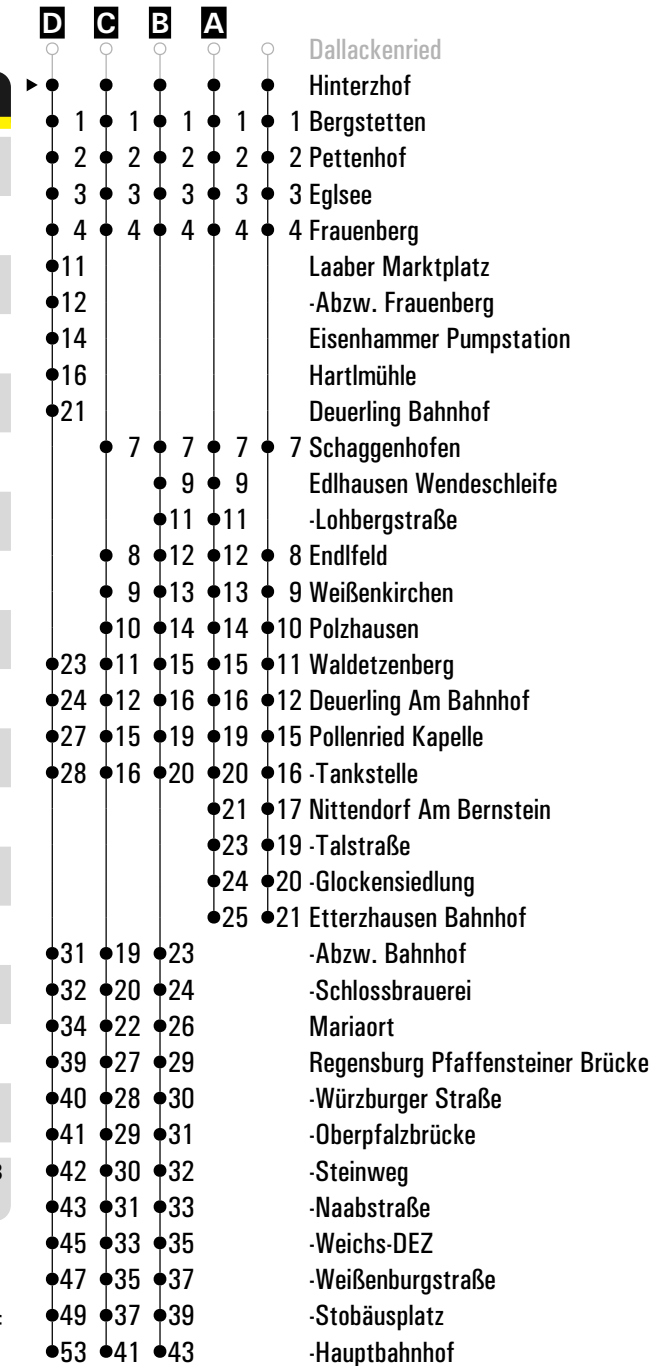 D C B A
Dallackenried
Hinterzhof
1 1 1 1 1 Bergstetten
2 2 2 2 2 Pettenhof
3 3 3 3 3 Eglsee
4 4 4 4 4 Frauenberg
11 Laaber Marktplatz
12 -Abzw. Frauenberg
14 Eisenhammer Pumpstation
16 Hartlmühle
21 Deuerling Bahnhof
7 7 7 7 Schaggenhofen
9 9 Edlhausen Wendeschleife
11 11 -Lohbergstraße
8 12 12 8 Endlfeld
9 13 13 9 Weißenkirchen
10 14 14 10 Polzhausen
23 11 15 15 11 Waldetzenberg
24 12 16 16 12 Deuerling Am Bahnhof
27 15 19 19 15 Pollenried Kapelle
28 16 20 20 16 -Tankstelle
21 17 Nittendorf Am Bernstein
23 19 -Talstraße
24 20 -Glockensiedlung
25 21 Etterzhausen Bahnhof
31 19 23 -Abzw. Bahnhof
32 20 24 -Schlossbrauerei
34 22 26 Mariaort
39 27 29 Regensburg Pfaffensteiner Brücke
40 28 30 -Würzburger Straße
41 29 31 -Oberpfalzbrücke
42 30 32 -Steinweg
43 31 33 -Naabstraße
45 33 35 -Weichs-DEZ
47 35 37 -Weißenburgstraße
49 37 39 -Stobäusplatz
53 41 43 -Hauptbahnhof